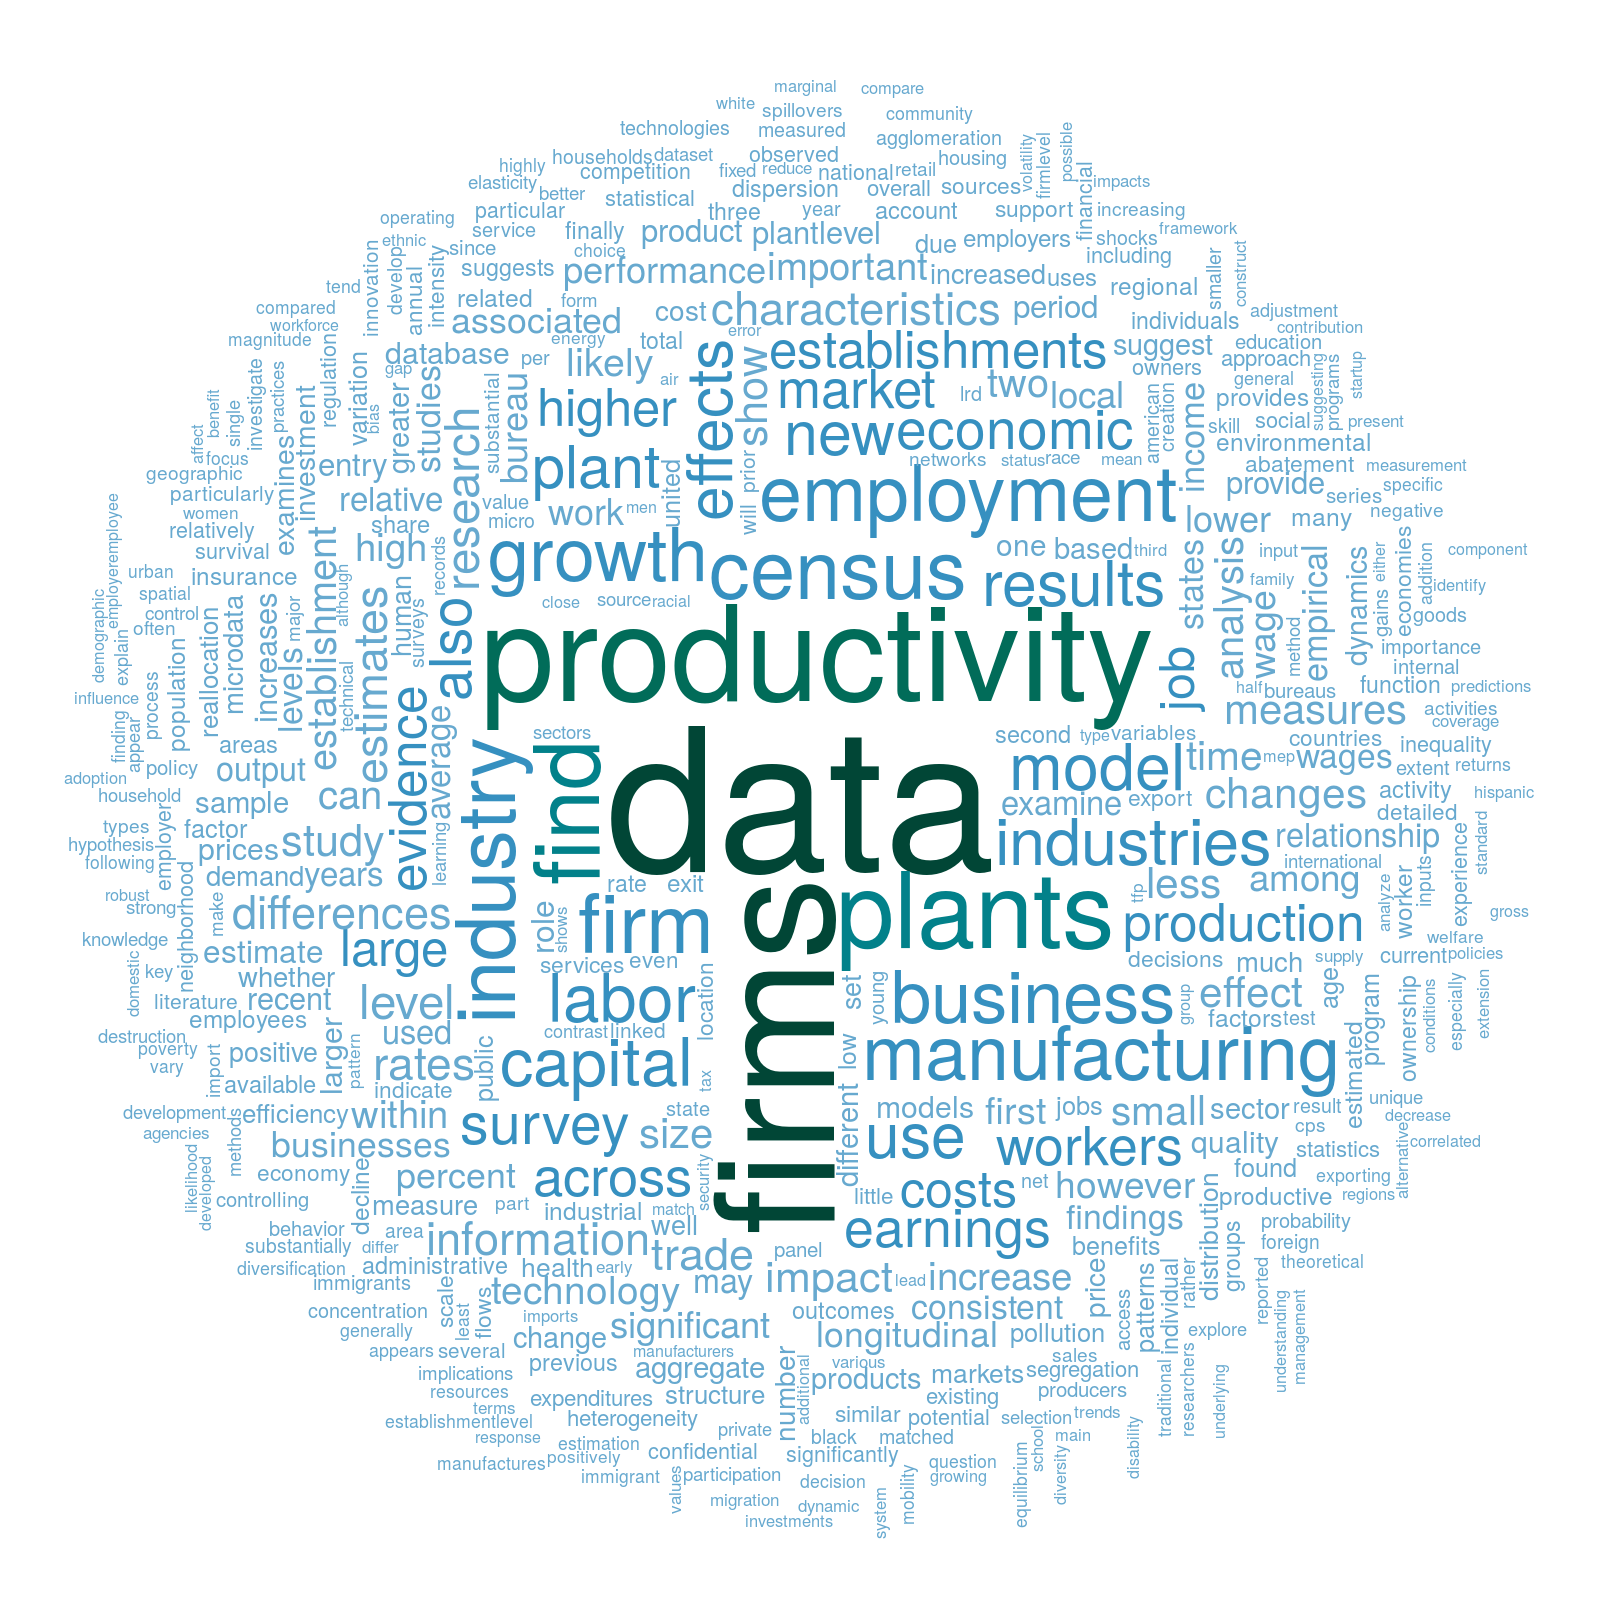 marginal
compare
white
spillovers
community
technologies
measured
agglomeration
volatility
firmlevel
possible
highly
households
dataset
observed
housing
competition
fixed
reduce
national
retail
financial
impacts
elasticity
better
statistical
dispersion
overall
sources
operating
particular
three
year
account
support
increasing
ethnic
service
finally
product
plantlevel
due
employers
shocks
framework
innovation
develop
annual
intensity
since
choice
suggests
performance
important
increased
uses
including
smaller
construct
tend
related
form
regional
compared
associated
cost
characteristics
period
adjustment
workforce
energy
error
individuals
contribution
magnitude
regulation
variation
gap
database
per
likely
total
effects
show
establishments
suggest
education
investigate
practices
air
market
lrd
two
local
owners
approach
general
programs
suggesting
startup
benefit
single
affect
bias
greater
studies
substantial
bureau
higher
new
economic
american
creation
income
provides
skill
social
present
focus
investment
examines
entry
research
plant
networks
status
race
mean
environmental
geographic
relative
value
work
men
united
prior
will
employment
abatement
measurement
particularly
share
micro
provide
series
specific
women
high
records
growth
census
one
based
third
lower
many
negative
relatively
employeremployee
demographic
survival
establishment
results
states
analysis
input
empirical
dynamics
either
economies
component
urban
insurance
although
human
surveys
close
source
racial
wage
family
gains
addition
identify
spatial
control
often
explain
microdata
increases
major
levels
estimates
also
productivity
job
method
goods
importance
population
reallocation
process
technical
internal
influence
half
bureaus
function
predictions
finding
appear
areas
evidence
average
industry
find
sectors
data
second
type
variables
measures
activities
coverage
adoption
policy
output
model
time
mep
wages
countries
inequality
household
sample
can
examine
export
changes
extent
returns
types
employer
factor
learning
industries
activity
hispanic
hypothesis
prices
study
relationship
detailed
following
demand
years
rate
exit
firms
plants
tfp
less
international
standard
robust
neighborhood
among
analyze
worker
inputs
experience
strong
make
differences
role
shows
firm
production
gross
knowledge
estimate
large
services
even
location
decisions
much
supply
current
policies
welfare
domestic
key
whether
level
labor
set
young
business
group
effect
age
literature
recent
contrast
linked
factors
test
program
ownership
conditions
especially
extension
employees
used
destruction
poverty
positive
larger
pattern
rates
public
capital
tax
low
manufacturing
estimated
vary
import
available
indicate
unique
development
efficiency
within
state
different
models
first
jobs
small
sector
result
decrease
agencies
methods
businesses
survey
size
use
workers
quality
cps
statistics
correlated
likelihood
developed
economy
percent
across
security
found
exporting
alternative
controlling
decline
measure
part
industrial
match
little
costs
net
however
productive
regions
behavior
area
well
earnings
findings
distribution
groups
probability
substantially
differ
information
trade
panel
benefits
foreign
diversification
administrative
health
early
theoretical
immigrants
scale
technology
may
impact
lead
increase
price
patterns
individual
rather
reported
concentration
least
flows
imports
outcomes
consistent
access
understanding
management
generally
change
significant
longitudinal
pollution
explore
appears
several
previous
manufacturers
various
sales
implications
aggregate
number
products
markets
segregation
resources
expenditures
structure
additional
existing
producers
traditional
researchers
underlying
terms
establishmentlevel
heterogeneity
similar
potential
selection
trends
response
estimation
private
black
matched
main
manufactures
positively
confidential
significantly
question
school
disability
immigrant
values
participation
decision
growing
equilibrium
diversity
migration
dynamic
system
mobility
investments